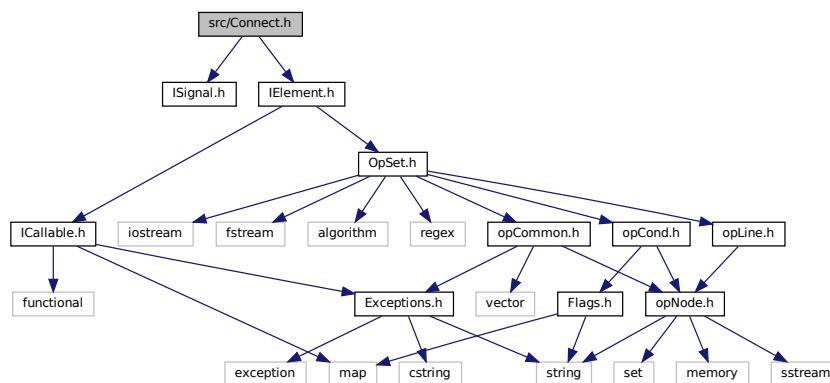 src/Connect.h
ISignal.h
IElement.h
OpSet.h
ICallable.h
iostream
fstream
algorithm
regex
opCommon.h
opCond.h
opLine.h
functional
Exceptions.h
vector
Flags.h
opNode.h
exception
map
cstring
string
set
memory
sstream